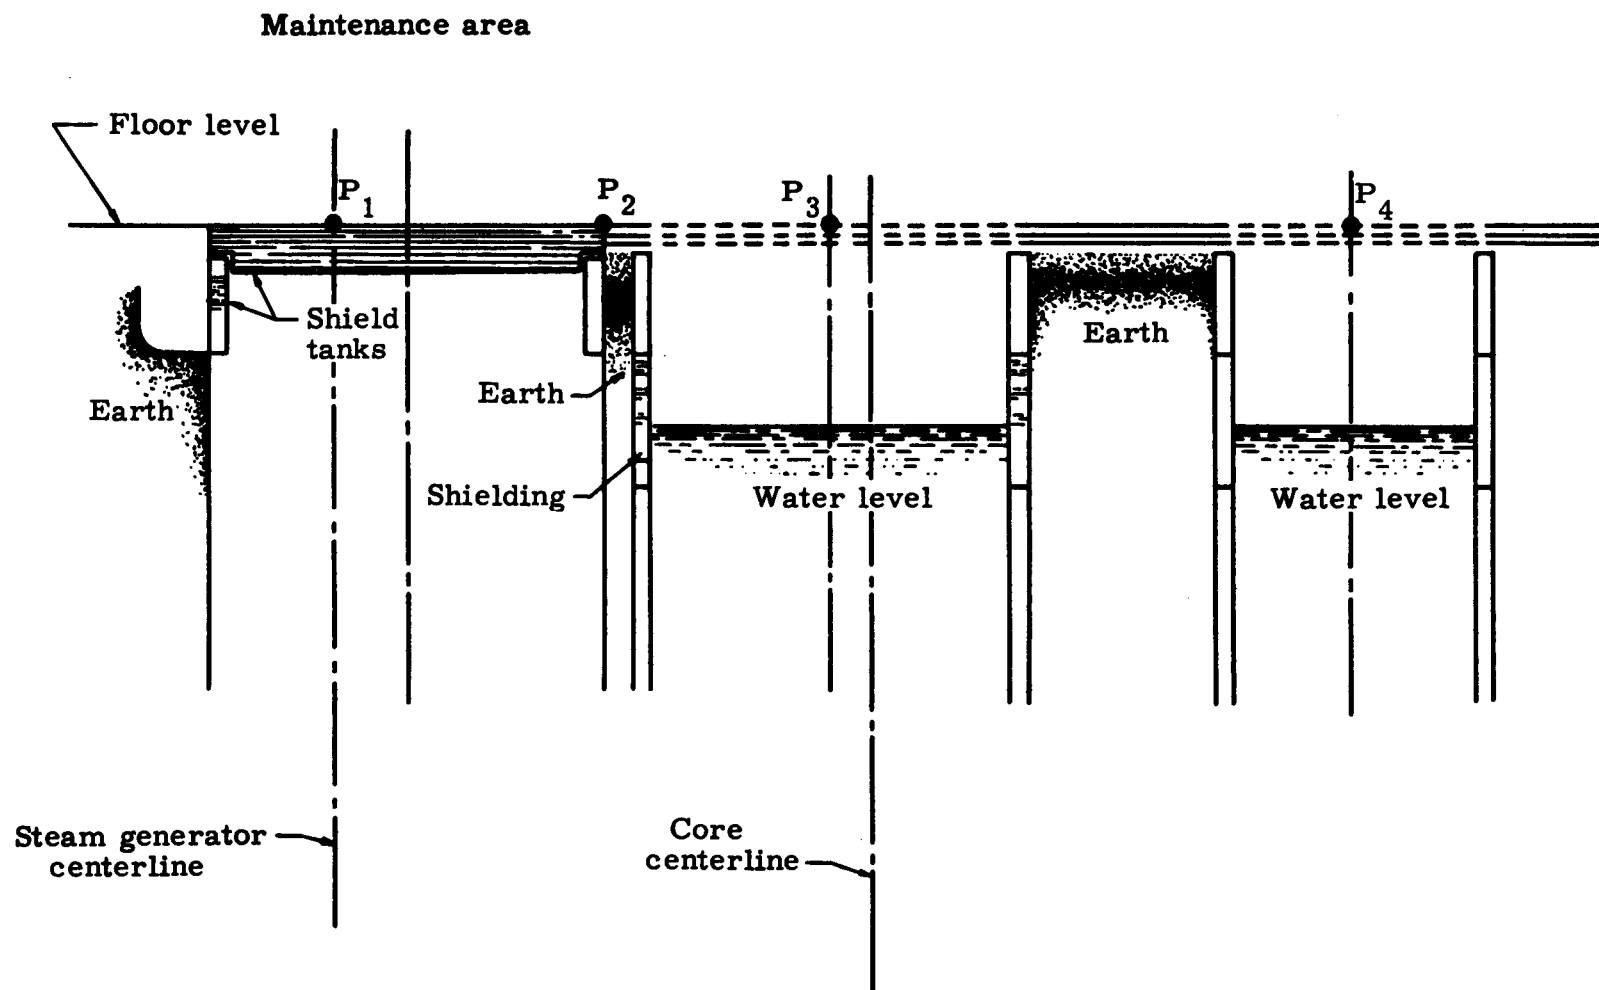 Maintenance area
Floor level
P1
P2
P3
P4
Shield
tanks
Earth
Earth
Earth
Shielding
Water level
Water level
Steam generator
centerline
Core
centerline